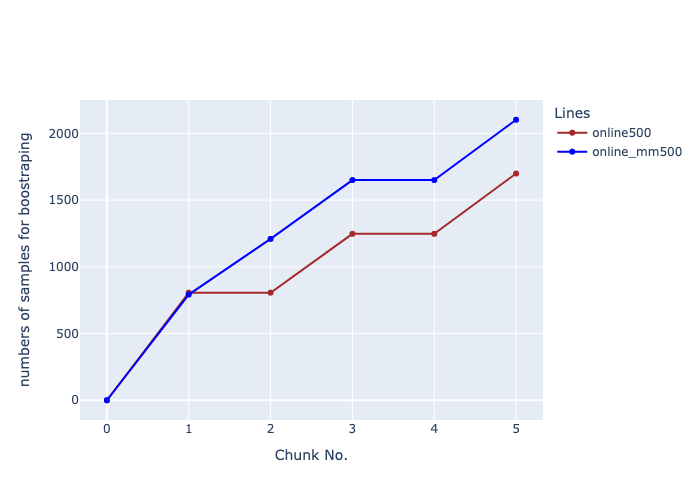 Lines
online500
online_mm500
numbers of samples for boostraping
2000
1500
1000
500
0
0 1 2 3 4 5
Chunk No.